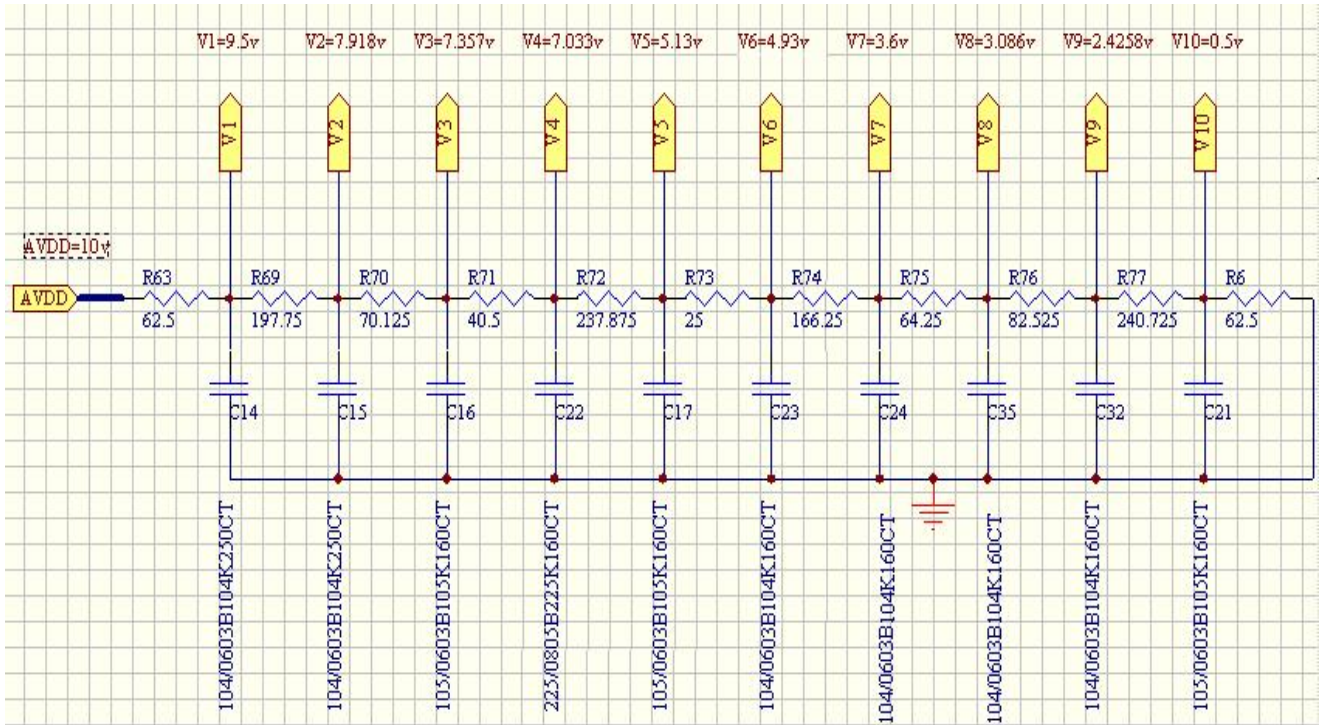 V1=9.5v V2=7.918v V3=7.357v V4=7.033v V5=5.13v V6=4.93v V7=3.6v V8=3.086v V9=2.4258v V10=0.5v
V1 V2 V3 V4 V5 V6 V7 V8 V9 V10
AVDD=10v
R63 R69 R70 R71 R72 R73 R74 R75 R76 R77 R6
AVDD
62.5 197.75 70.125 40.5 237.875 25 166.25 64.25 82.525 240.725 62.5
C14 C15 C16 C22 C17 C23 C24 C35 C32 C21
104/0603B104K250CT
104/0603B104K250CT
105/0603B105K160CT
225/0805B225K160CT
105/0603B105K160CT
104/0603B104K160CT
104/0603B104K160CT
104/0603B104K160CT
104/0603B104K160CT
105/0603B105K160CT